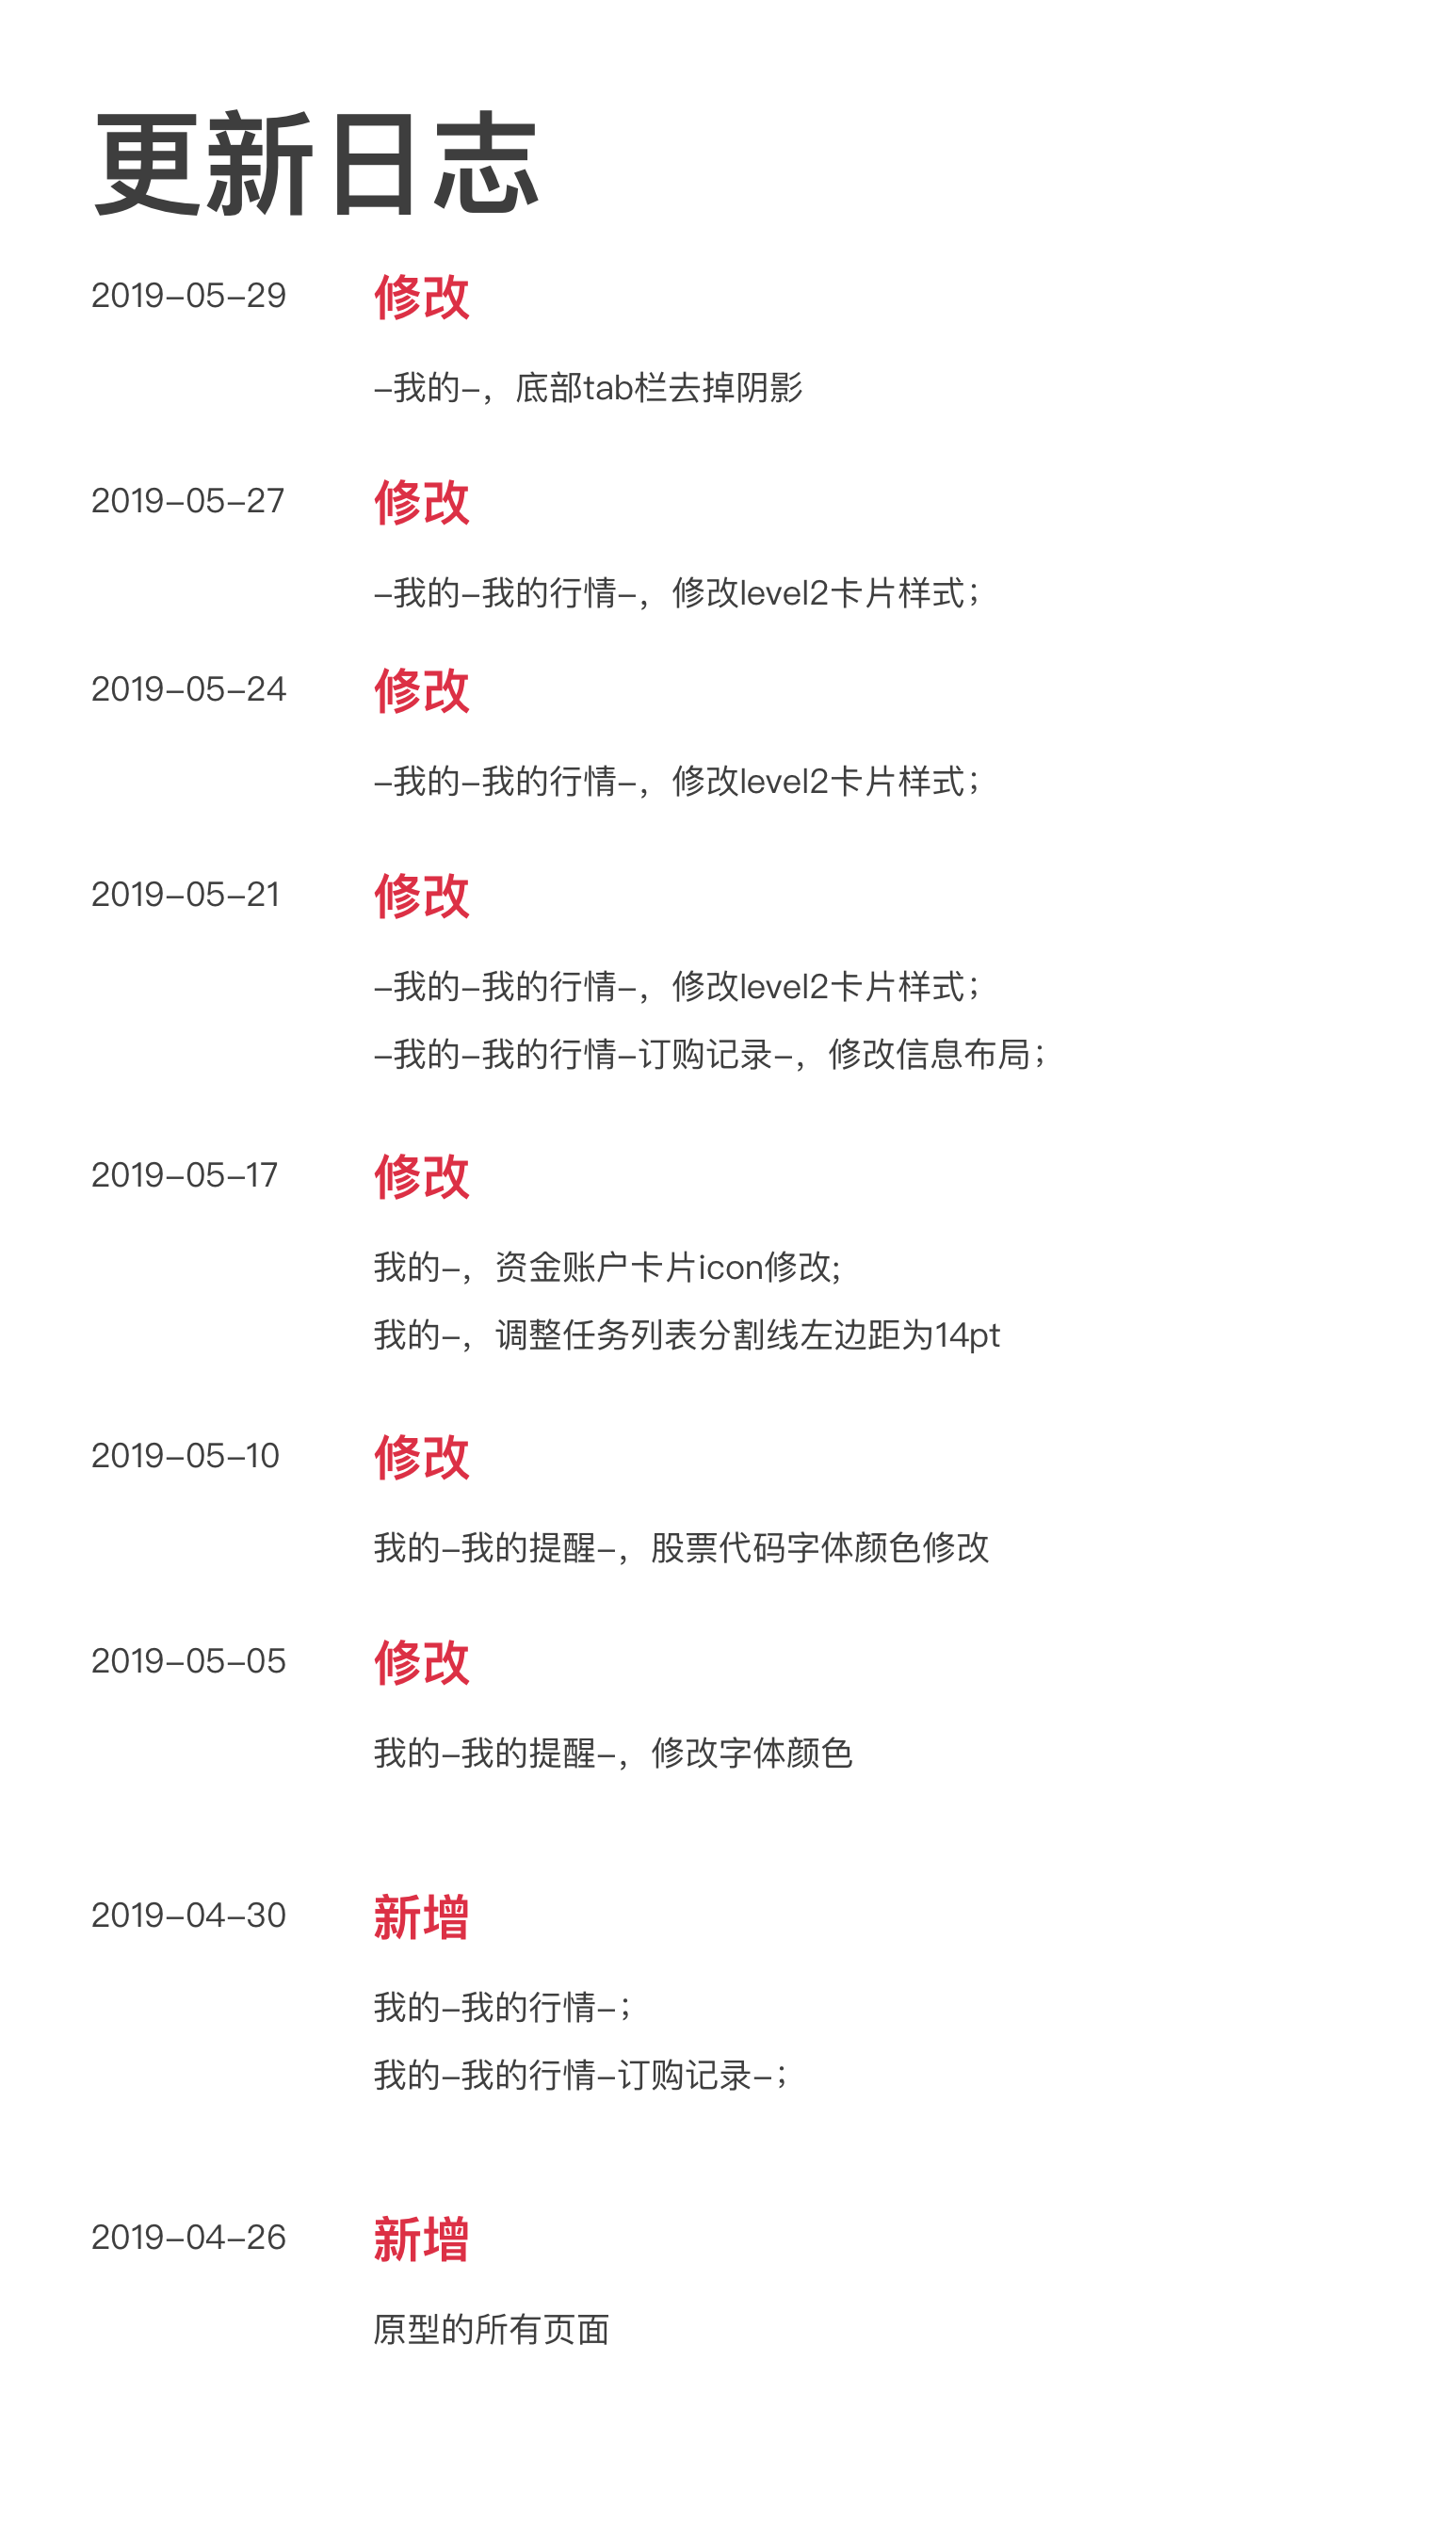 更新日志
2019-05-29 修改
-我的-，底部tab栏去掉阴影
2019-05-27 修改
-我的-我的行情-，修改level2卡片样式；
2019-05-24 修改
-我的-我的行情-，修改level2卡片样式；
2019-05-21 修改
-我的-我的行情-，修改level2卡片样式；
-我的-我的行情-订购记录-，修改信息布局；
2019-05-17 修改
我的-，资金账户卡片icon修改;
我的-，调整任务列表分割线左边距为14pt
2019-05-10 修改
我的-我的提醒-，股票代码字体颜色修改
2019-05-05 修改
我的-我的提醒-，修改字体颜色
2019-04-30 新增
我的-我的行情-；
我的-我的行情-订购记录-；
2019-04-26 新增
原型的所有页面